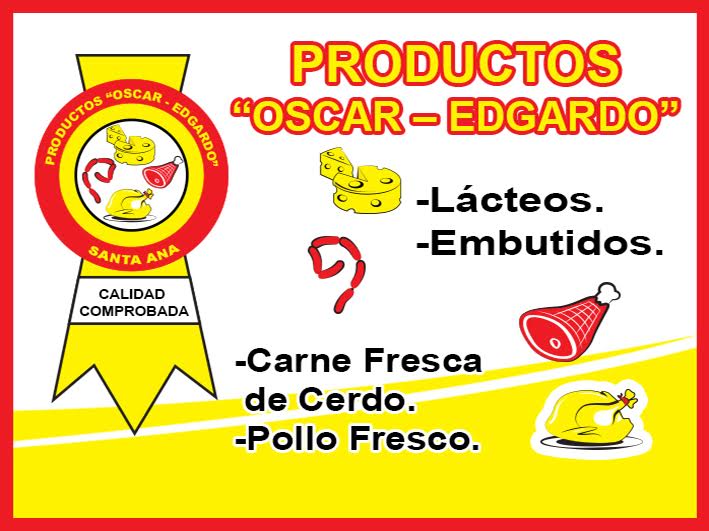 PRODUCTOS
“OSCAR – EDGARDO”
PRODUCTOS “OSCAR - EDGARDO”
SANTA ANA
CALIDAD
COMPROBADA
-Lácteos.
-Embutidos.
-Carne Fresca
de Cerdo.
-Pollo Fresco.